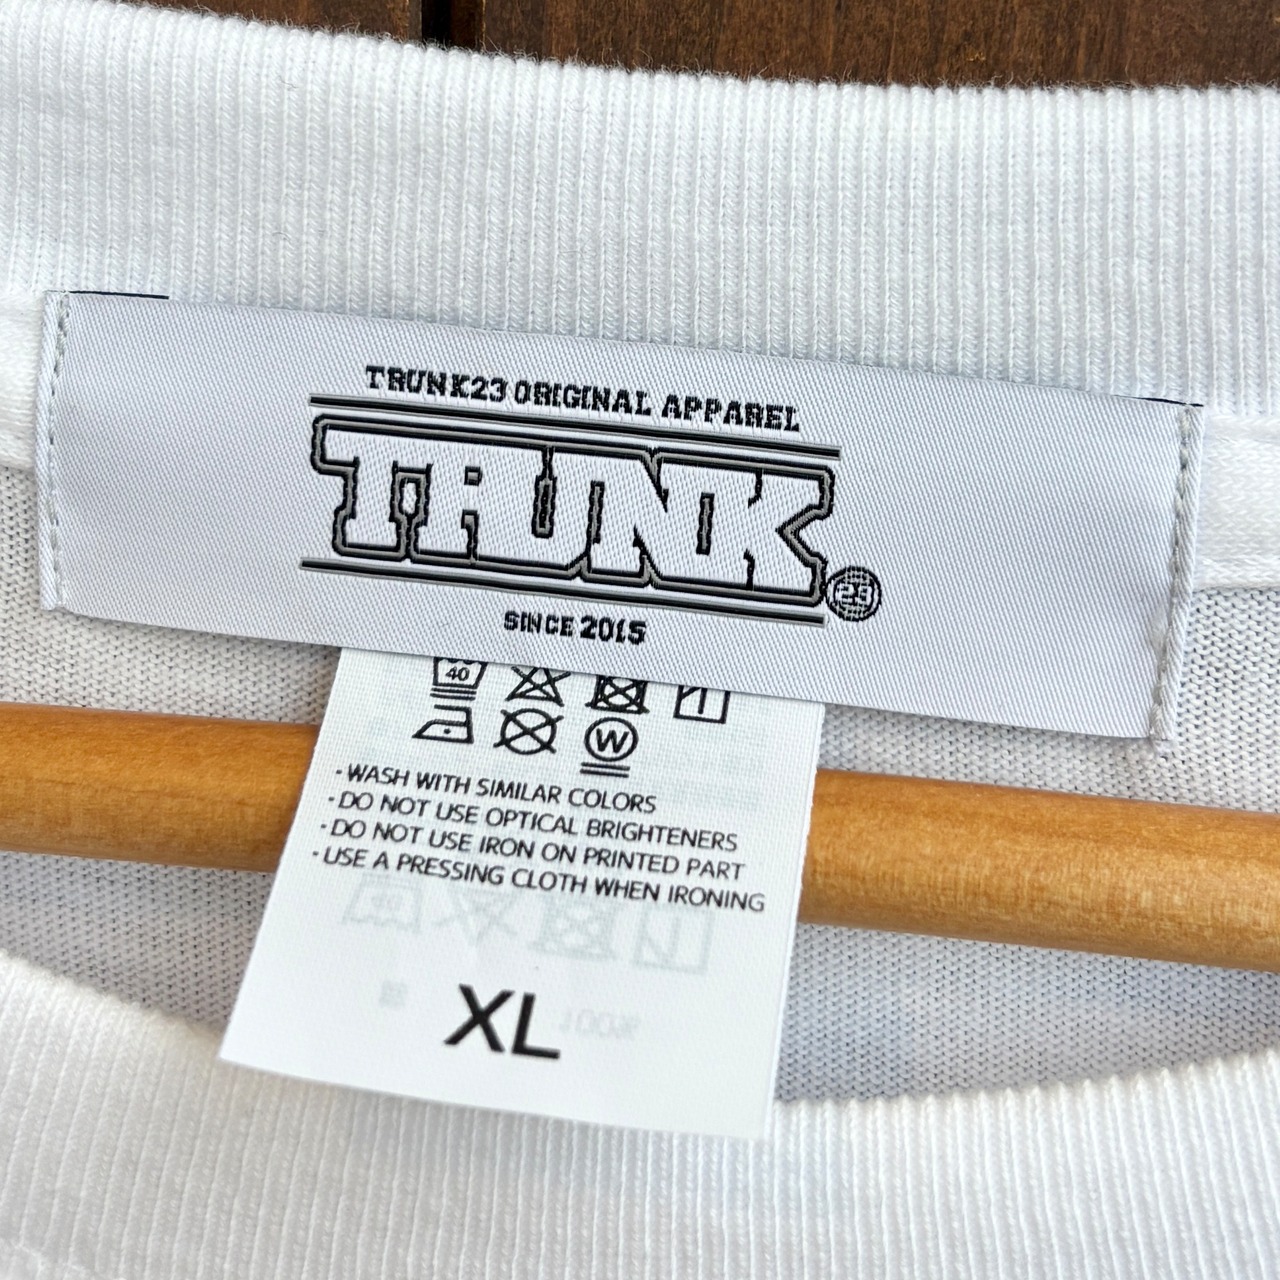 TRUNK23 ORIGINAL APPAREL
TRUNK
23
SINCE 2015
40
W
·WASH WITH SIMILAR COLORS
·DO NOT USE OPTICAL BRIGHTENERS
·DO NOT USE IRON ON PRINTED PART
·USE A PRESSING CLOTH WHEN IRONING
XL